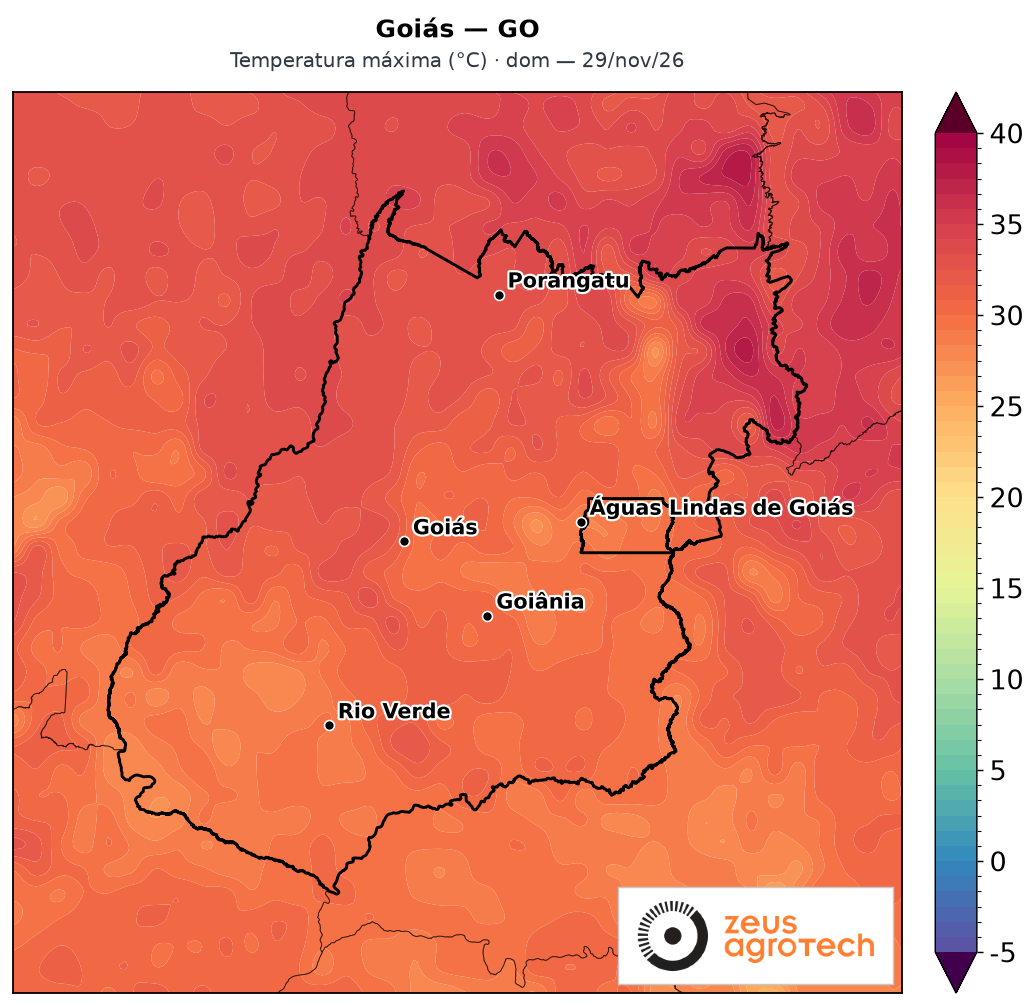 Goiás — GO
Temperatura máxima (°C) · dom — 29/nov/26
40
35
30
25
20
15
10
5
0
-5
Porangatu
Águas Lindas de Goiás
Goiás
Goiânia
Rio Verde
zeus
agrotech